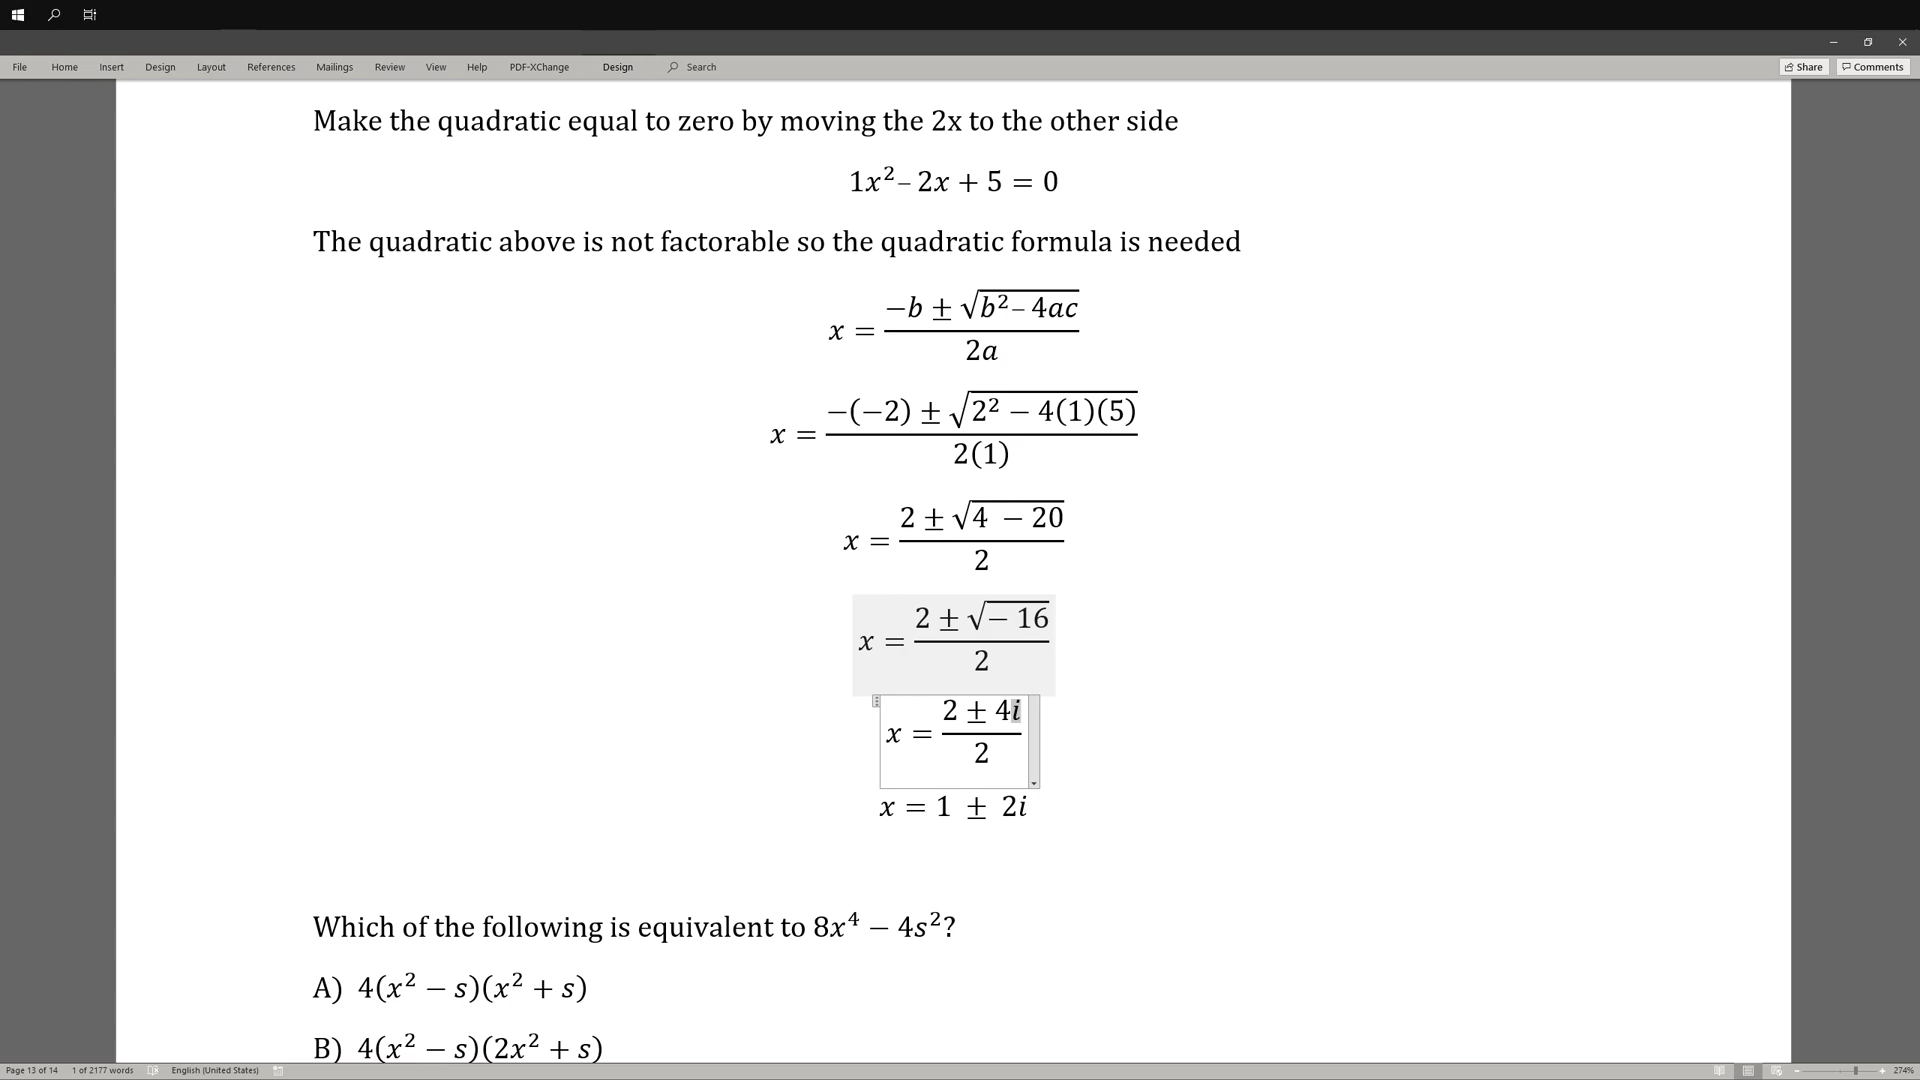 File Home Insert Design Layout References Mailings Review View Help PDF-XChange Design Search Share Comments
Make the quadratic equal to zero by moving the 2x to the other side
1x² – 2x + 5 = 0
The quadratic above is not factorable so the quadratic formula is needed
x = (−b ± √(b² – 4ac)) / 2a
x = (−(−2) ± √(2² − 4(1)(5))) / 2(1)
x = (2 ± √(4 − 20)) / 2
x = (2 ± √(− 16)) / 2
x = (2 ± 4i) / 2
x = 1 ± 2i
Which of the following is equivalent to 8x⁴ − 4s²?
A) 4(x² − s)(x² + s)
B) 4(x² − s)(2x² + s)
Page 13 of 14 1 of 2177 words English (United States) 274%